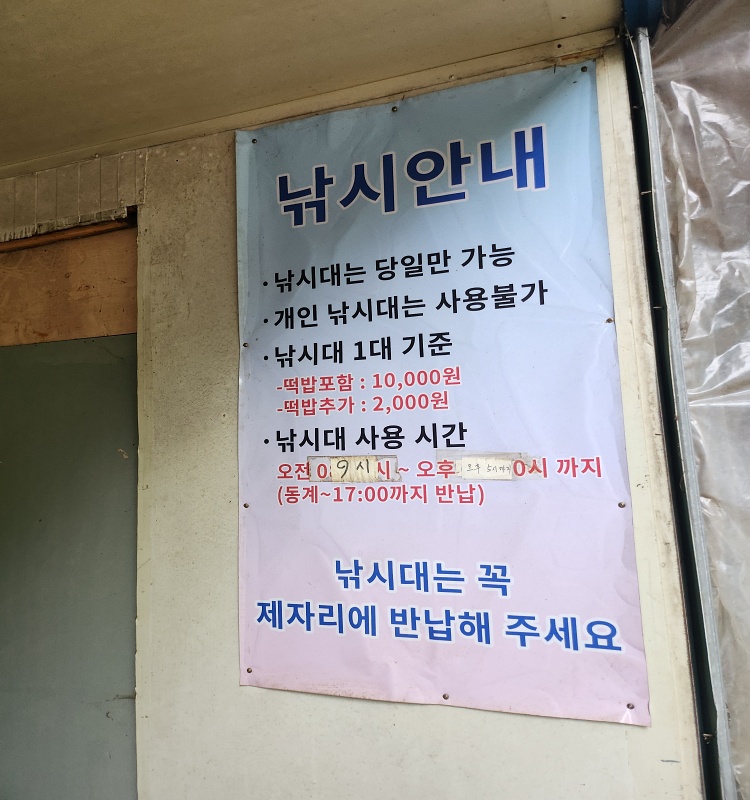 낚시안내
·낚시대는 당일만 가능
·개인 낚시대는 사용불가
·낚시대 1대 기준
-떡밥포함 : 10,000원
-떡밥추가 : 2,000원
·낚시대 사용 시간
오전 0 9시 시 ~ 오후 0시 까지
(동계~17:00까지 반납)
낚시대는 꼭
제자리에 반납해 주세요